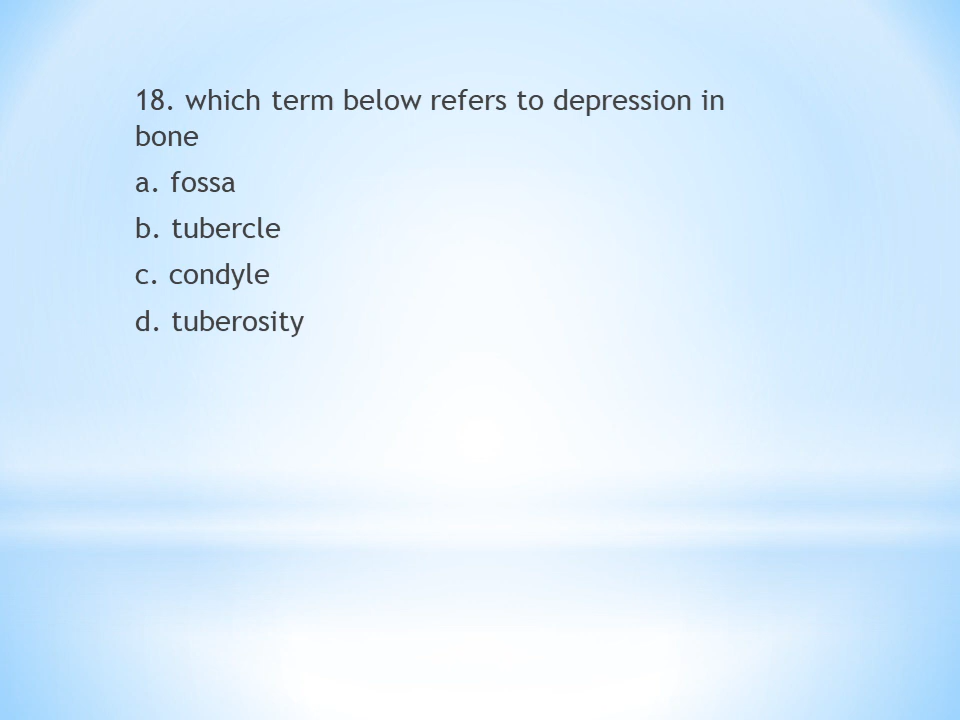 18. which term below refers to depression in
bone
a. fossa
b. tubercle
c. condyle
d. tuberosity